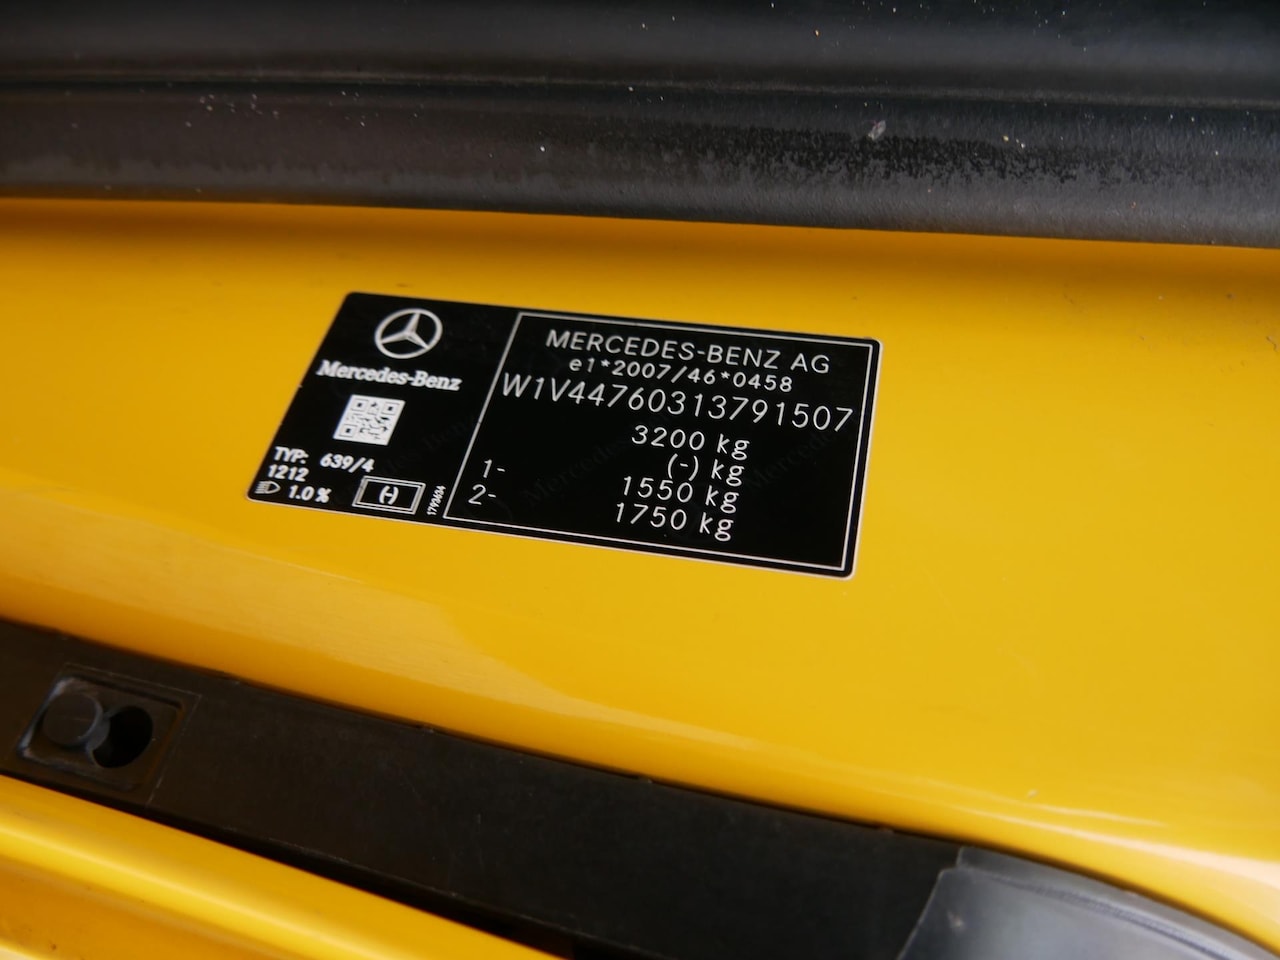 Mercedes-Benz
TYP: 639/4
1212
1.0 %
(-)
1793634
MERCEDES-BENZ AG
e1*2007/46*0458
W1V44760313791507
3200 kg
(-) kg
1- 1550 kg
2- 1750 kg